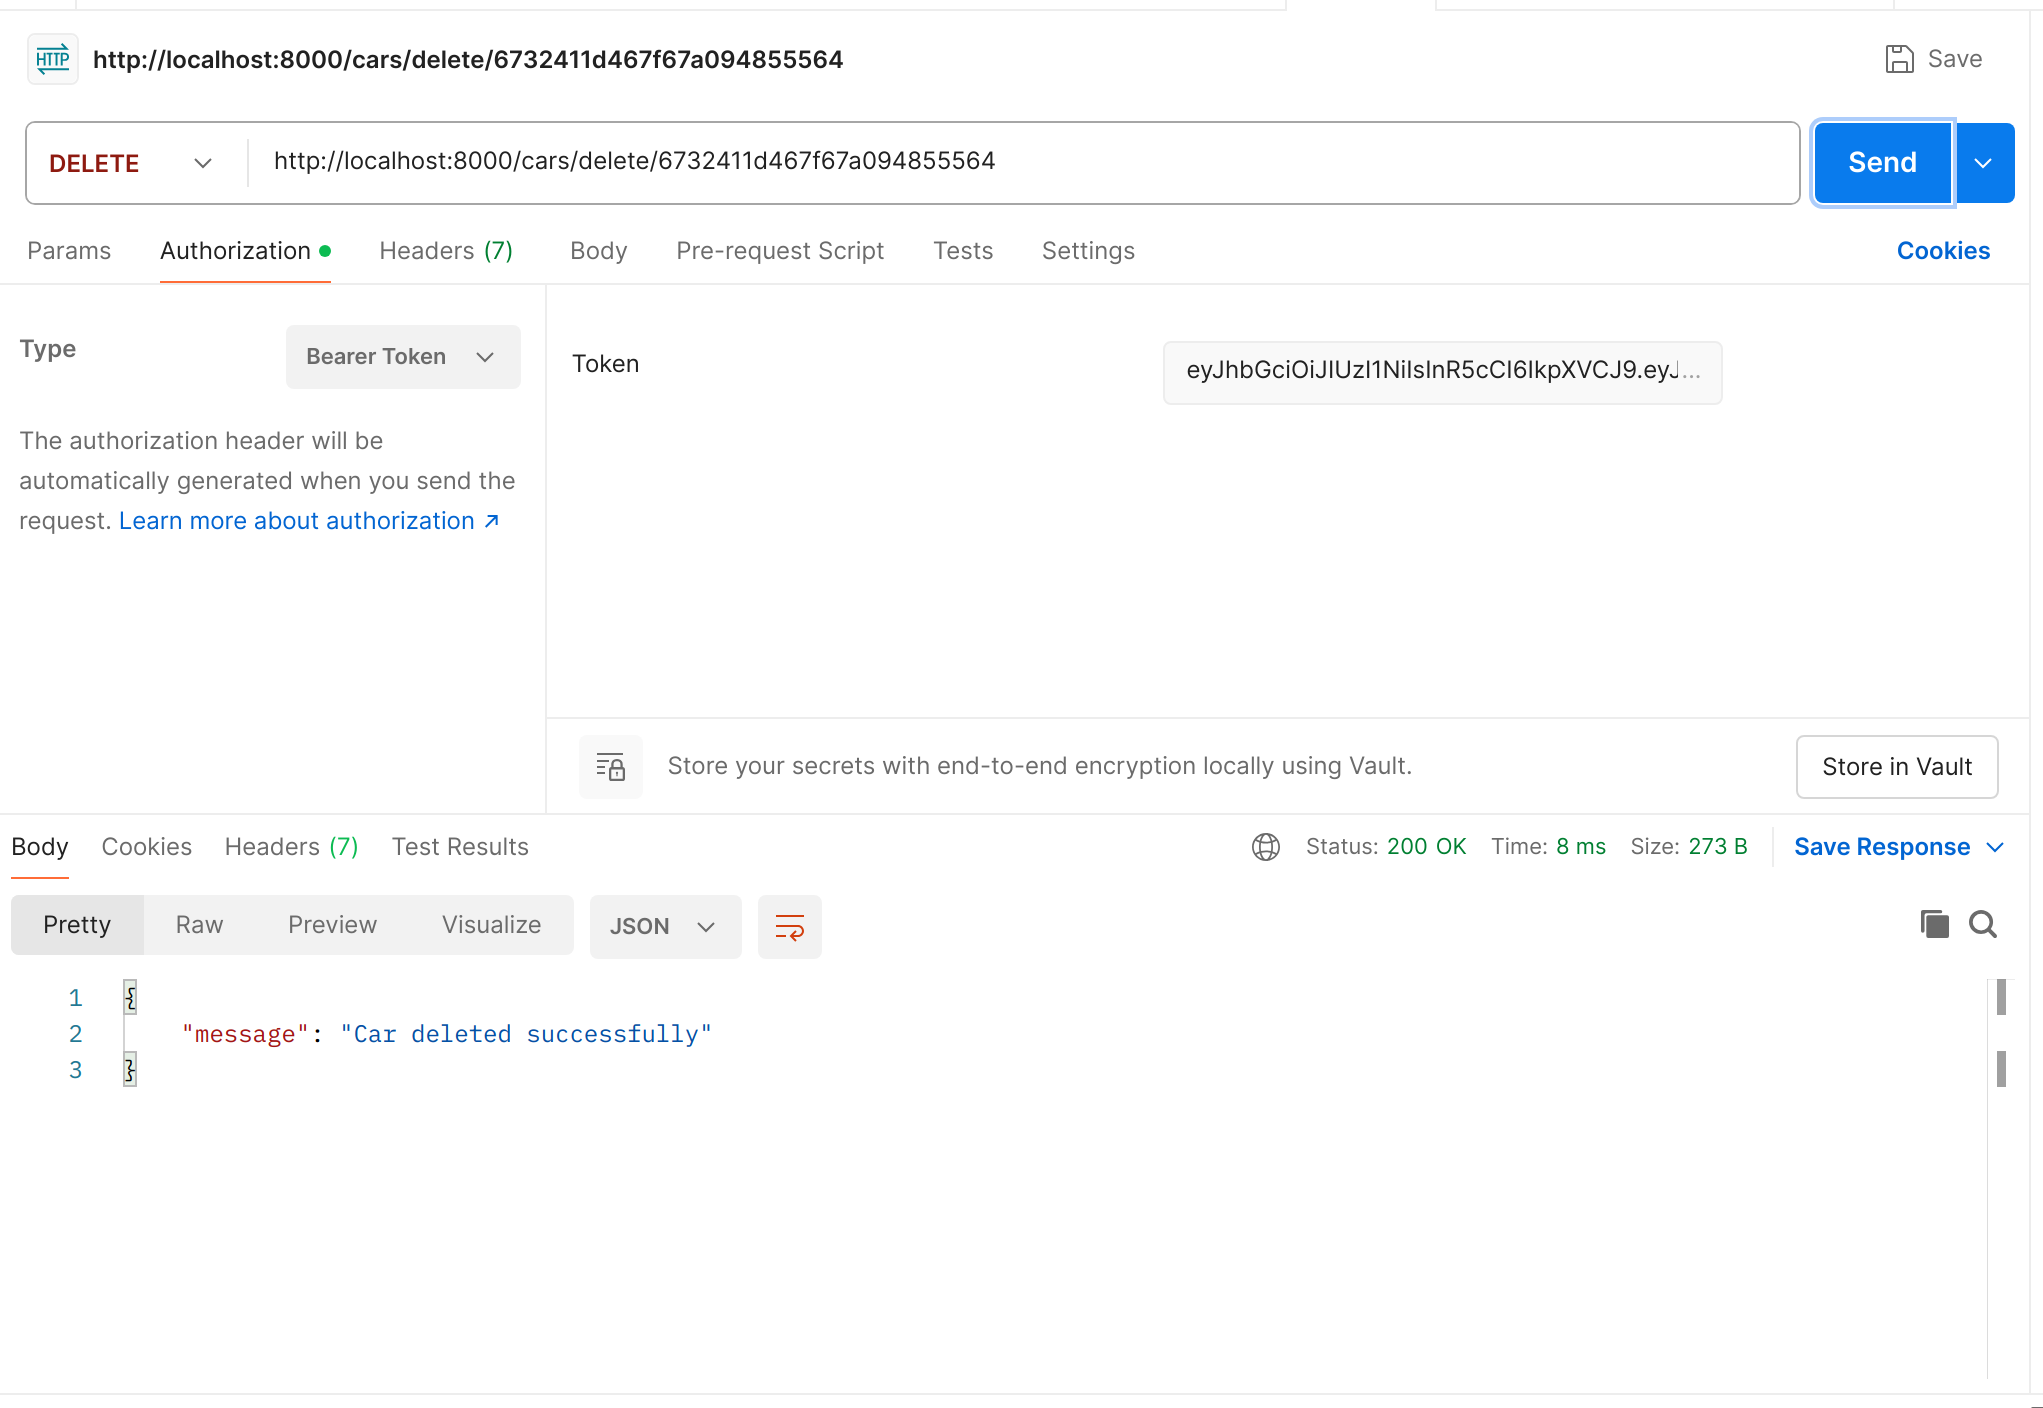 HTTP http://localhost:8000/cars/delete/6732411d467f67a094855564 Save
DELETE http://localhost:8000/cars/delete/6732411d467f67a094855564 Send
Params Authorization Headers (7) Body Pre-request Script Tests Settings Cookies
Type Bearer Token
The authorization header will be
automatically generated when you send the
request. Learn more about authorization ↗
Token eyJhbGciOiJIUzI1NiIsInR5cCI6IkpXVCJ9.eyJ...
Store your secrets with end-to-end encryption locally using Vault. Store in Vault
Body Cookies Headers (7) Test Results Status: 200 OK Time: 8 ms Size: 273 B Save Response
Pretty Raw Preview Visualize JSON
1 {
2 "message": "Car deleted successfully"
3 }